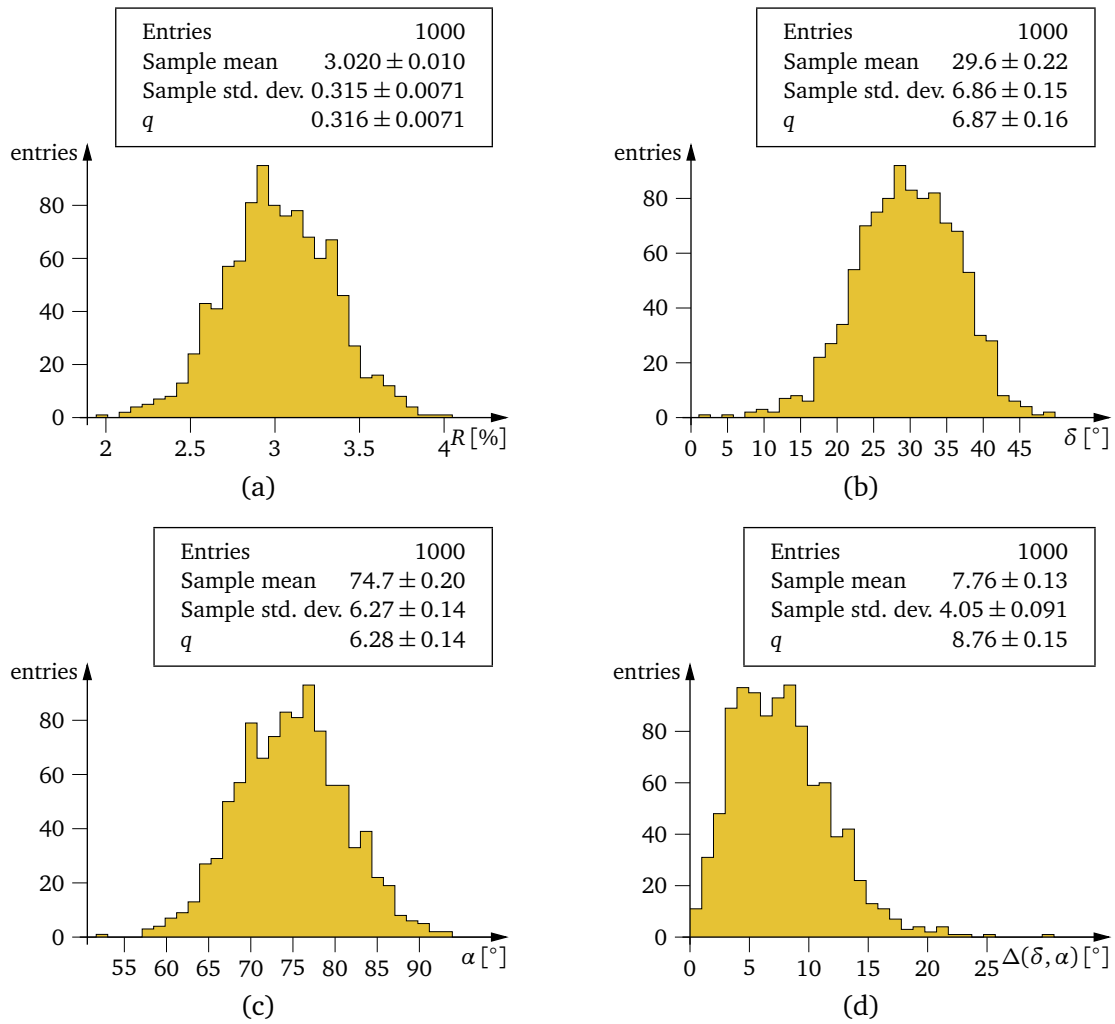 Entries 1000
Sample mean 3.020 ± 0.010
Sample std. dev. 0.315 ± 0.0071
q 0.316 ± 0.0071
entries
80
60
40
20
0
2 2.5 3 3.5 4 R [%]
(a)
Entries 1000
Sample mean 29.6 ± 0.22
Sample std. dev. 6.86 ± 0.15
q 6.87 ± 0.16
entries
80
60
40
20
0
0 5 10 15 20 25 30 35 40 45 δ [°]
(b)
Entries 1000
Sample mean 74.7 ± 0.20
Sample std. dev. 6.27 ± 0.14
q 6.28 ± 0.14
entries
80
60
40
20
0
55 60 65 70 75 80 85 90 α [°]
(c)
Entries 1000
Sample mean 7.76 ± 0.13
Sample std. dev. 4.05 ± 0.091
q 8.76 ± 0.15
entries
80
60
40
20
0
0 5 10 15 20 25 Δ(δ, α) [°]
(d)